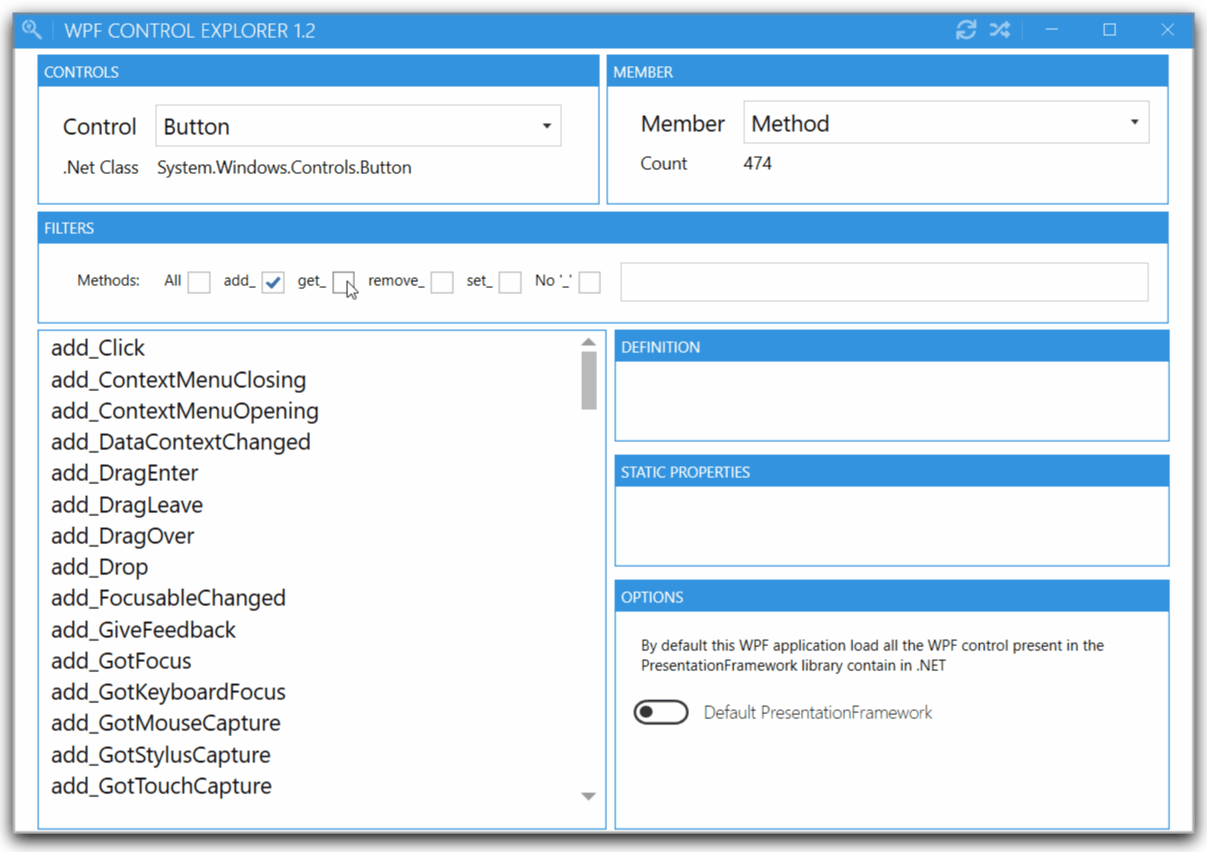 WPF CONTROL EXPLORER 1.2
CONTROLS
Control Button
.Net Class System.Windows.Controls.Button
MEMBER
Member Method
Count 474
FILTERS
Methods: All add_ get_ remove_ set_ No '_'
add_Click
add_ContextMenuClosing
add_ContextMenuOpening
add_DataContextChanged
add_DragEnter
add_DragLeave
add_DragOver
add_Drop
add_FocusableChanged
add_GiveFeedback
add_GotFocus
add_GotKeyboardFocus
add_GotMouseCapture
add_GotStylusCapture
add_GotTouchCapture
DEFINITION
STATIC PROPERTIES
OPTIONS
By default this WPF application load all the WPF control present in the
PresentationFramework library contain in .NET
Default PresentationFramework